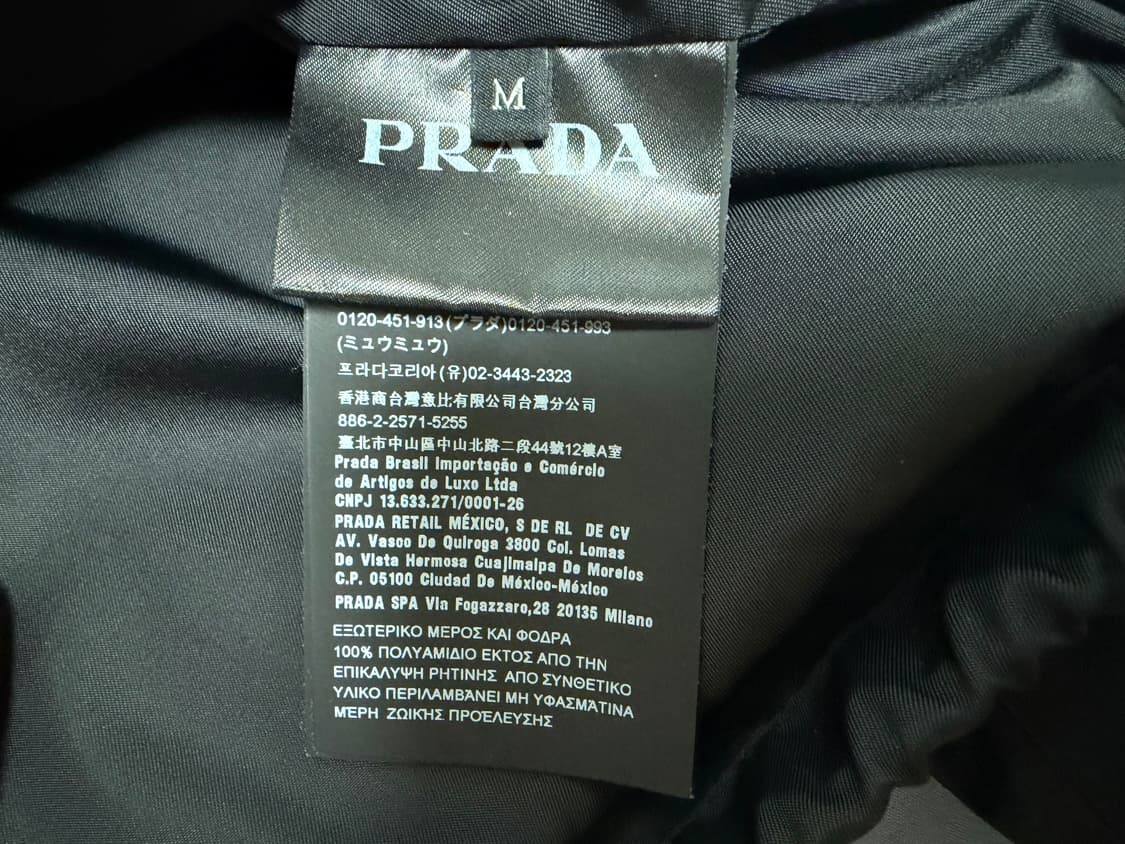 M
PRADA
0120-451-913(プラダ)0120-451-993
(ミュウミュウ)
프라다코리아(유)02-3443-2323
香港商台灣意比有限公司台灣分公司
886-2-2571-5255
臺北市中山區中山北路二段44號12樓A室
Prada Brasil Importação e Comércio
de Artigos de Luxo Ltda
CNPJ 13.633.271/0001-26
PRADA RETAIL MÉXICO, S DE RL DE CV
AV. Vasco De Quiroga 3800 Col. Lomas
De Vista Hermosa Cuajimalpa De Morelos
C.P. 05100 Ciudad De México-México
PRADA SPA Via Fogazzaro,28 20135 Milano
ΕΞΩΤΕΡΙΚΟ ΜΕΡΟΣ ΚΑΙ ΦΟΔΡΑ
100% ΠΟΛΥΑΜΙΔΙΟ ΕΚΤΟΣ ΑΠΟ ΤΗΝ
ΕΠΙΚΑΛΥΨΗ ΡΗΤΙΝΗΣ ΑΠΟ ΣΥΝΘΕΤΙΚΟ
ΥΛΙΚΟ ΠΕΡΙΛΑΜΒΆΝΕΙ ΜΗ ΥΦΑΣΜΆΤΙΝΑ
ΜΈΡΗ ΖΩΙΚΉΣ ΠΡΟΈΛΕΥΣΗΣ